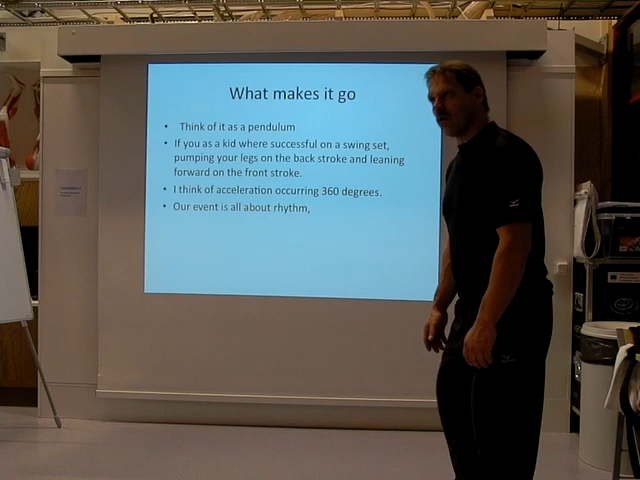 What makes it go
• Think of it as a pendulum
• If you as a kid where successful on a swing set,
pumping your legs on the back stroke and leaning
forward on the front stroke.
• I think of acceleration occurring 360 degrees.
• Our event is all about rhythm,